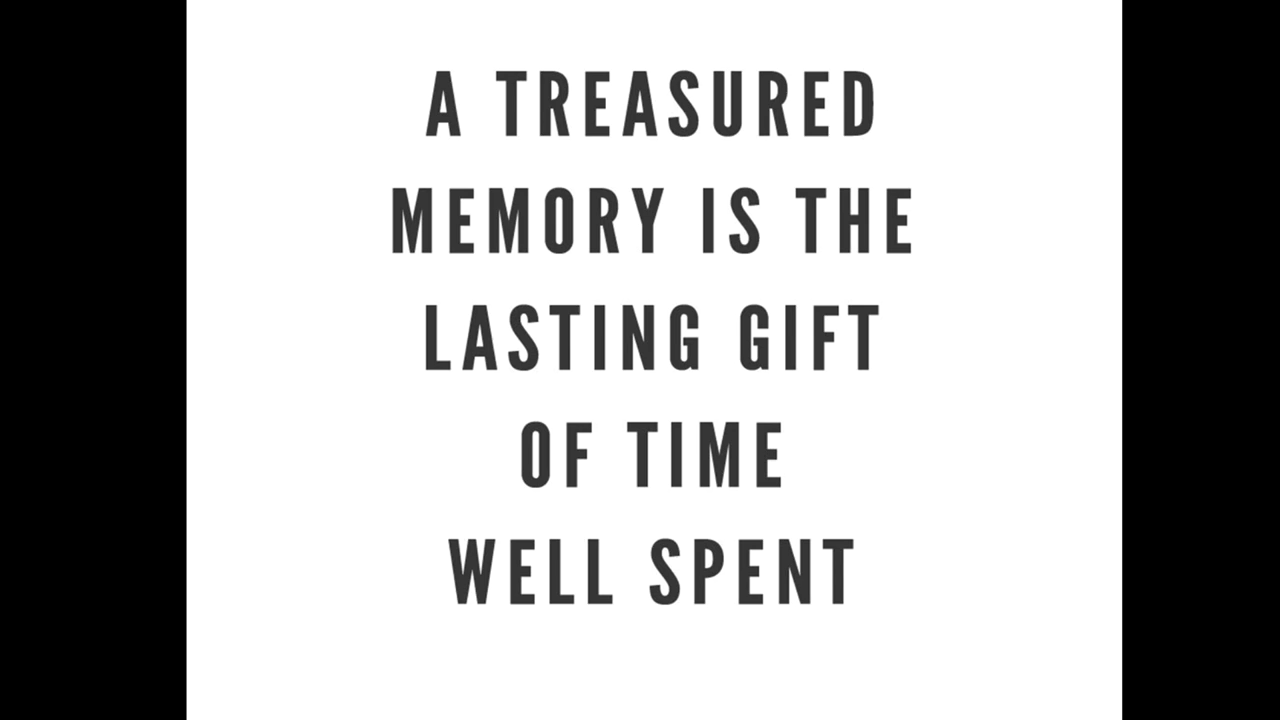 A TREASURED
MEMORY IS THE
LASTING GIFT
OF TIME
WELL SPENT